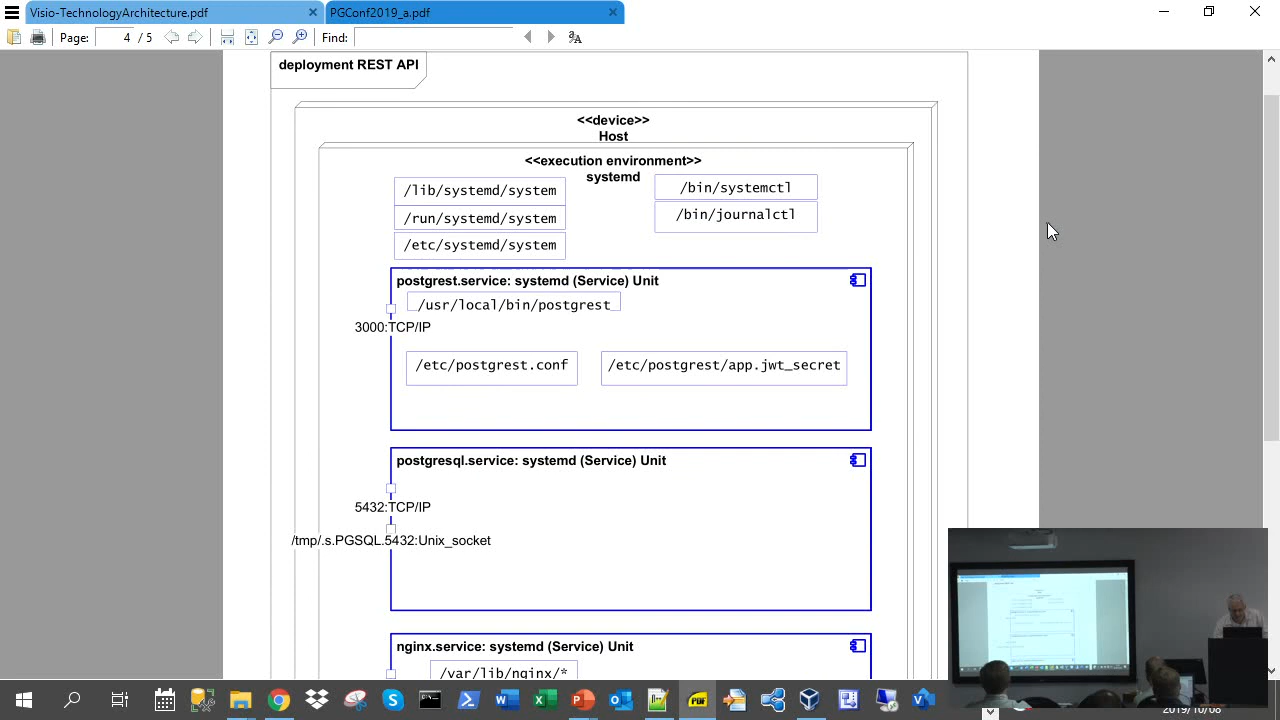 Visio-TechnologyArchitecture.pdf
PGConf2019_a.pdf
Page: 4 / 5 Find:
deployment REST API
<<device>>
Host
<<execution environment>>
systemd
/lib/systemd/system
/bin/systemctl
/run/systemd/system
/bin/journalctl
/etc/systemd/system
postgrest.service: systemd (Service) Unit
/usr/local/bin/postgrest
3000:TCP/IP
/etc/postgrest.conf
/etc/postgrest/app.jwt_secret
postgresql.service: systemd (Service) Unit
5432:TCP/IP
/tmp/.s.PGSQL.5432:Unix_socket
nginx.service: systemd (Service) Unit
/var/lib/nginx/*
2019/10/08